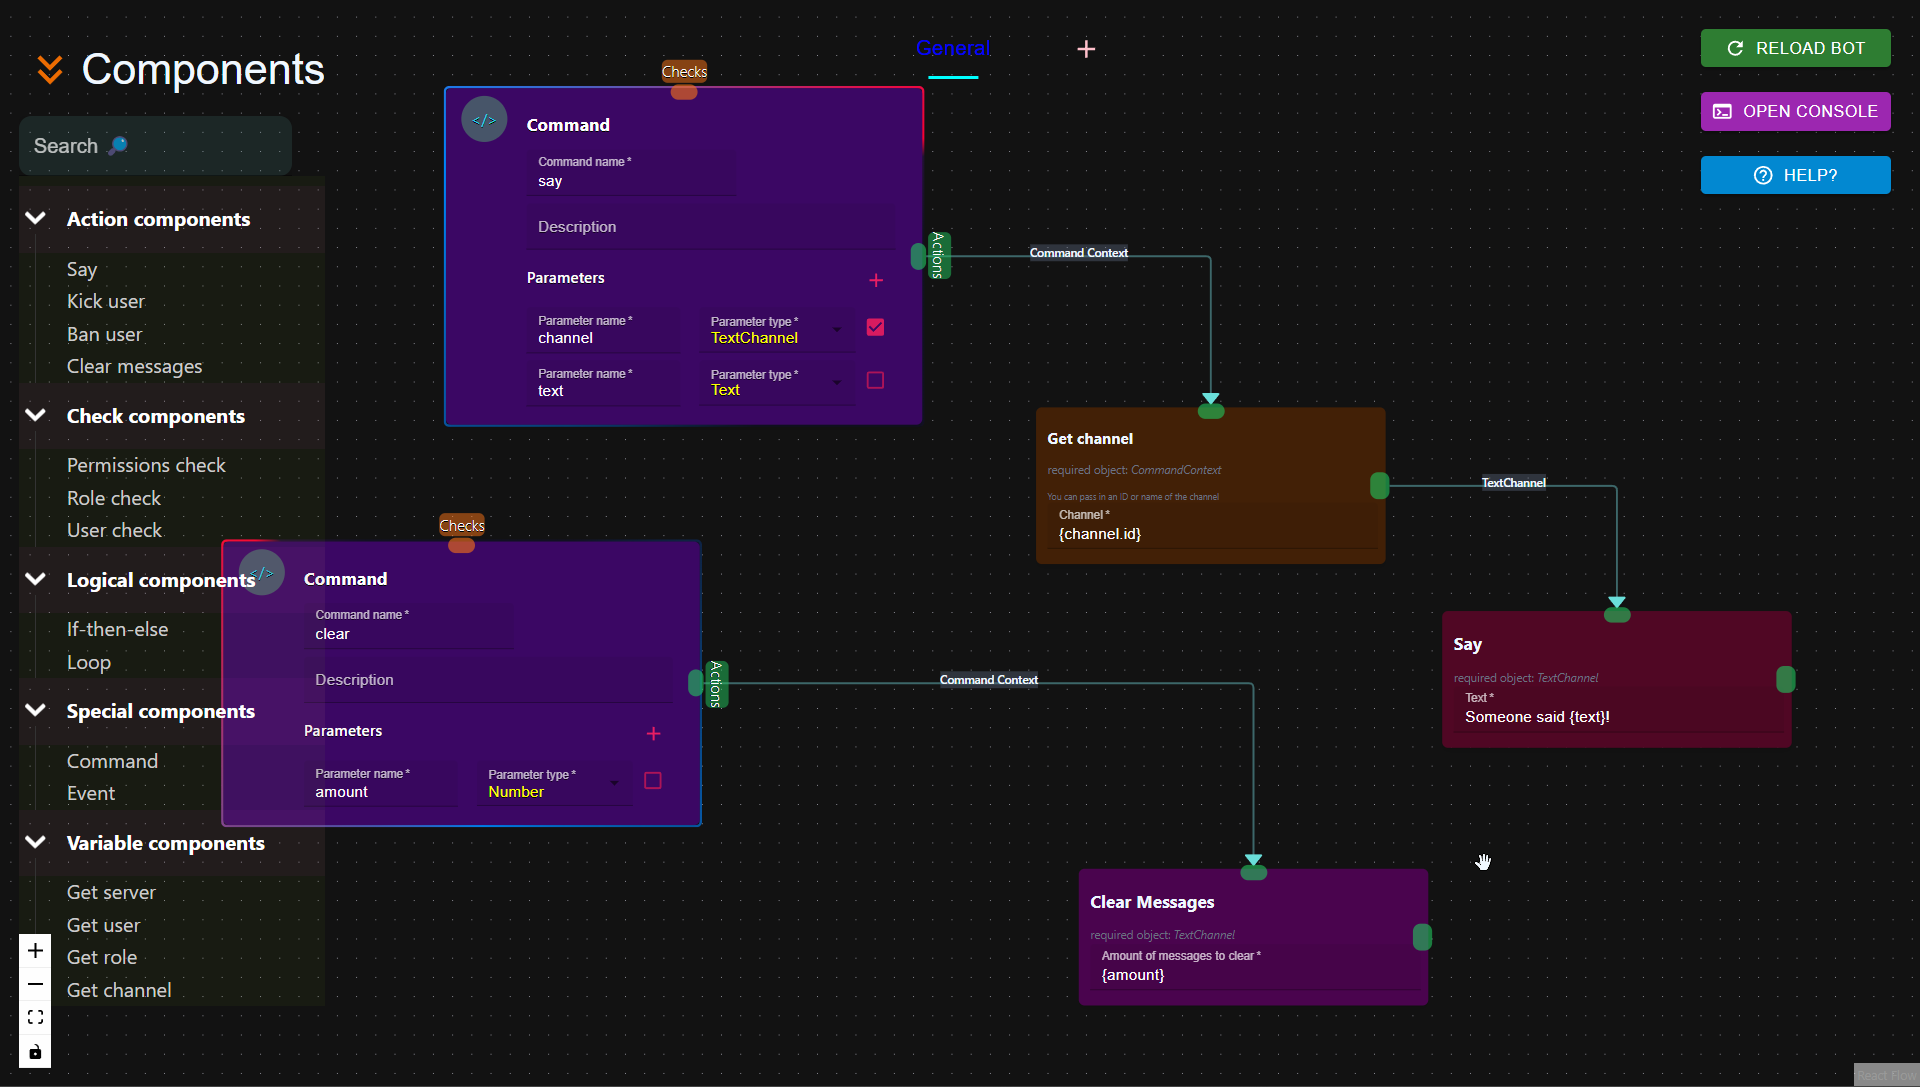 Components
Search
Action components
Say
Kick user
Ban user
Clear messages
Check components
Permissions check
Role check
User check
Logical components
If-then-else
Loop
Special components
Command
Event
Variable components
Get server
Get user
Get role
Get channel
General
+
RELOAD BOT
OPEN CONSOLE
HELP?
Checks
</>
Command
Command name *
say
Description
Parameters
+
Parameter name *
channel
Parameter type *
TextChannel
Parameter name *
text
Parameter type *
Text
Actions
Command Context
Get channel
required object: CommandContext
You can pass in an ID or name of the channel
Channel *
{channel.id}
TextChannel
Say
required object: TextChannel
Text *
Someone said {text}!
Checks
</>
Command
Command name *
clear
Description
Parameters
+
Parameter name *
amount
Parameter type *
Number
Actions
Command Context
Clear Messages
required object: TextChannel
Amount of messages to clear *
{amount}
React Flow